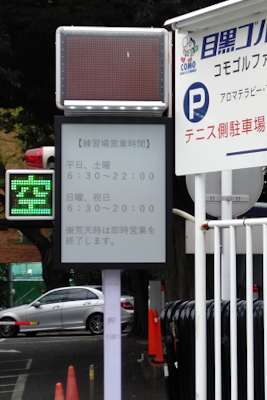 【練習場営業時間】
平日、土曜
6:30～22:00
日曜、祝日
6:30～20:00
※荒天時は即時営業を
終了します。
空
COMO
目黒ゴル
コモゴルファ
P
アロマテラピー・
テニス側駐車場